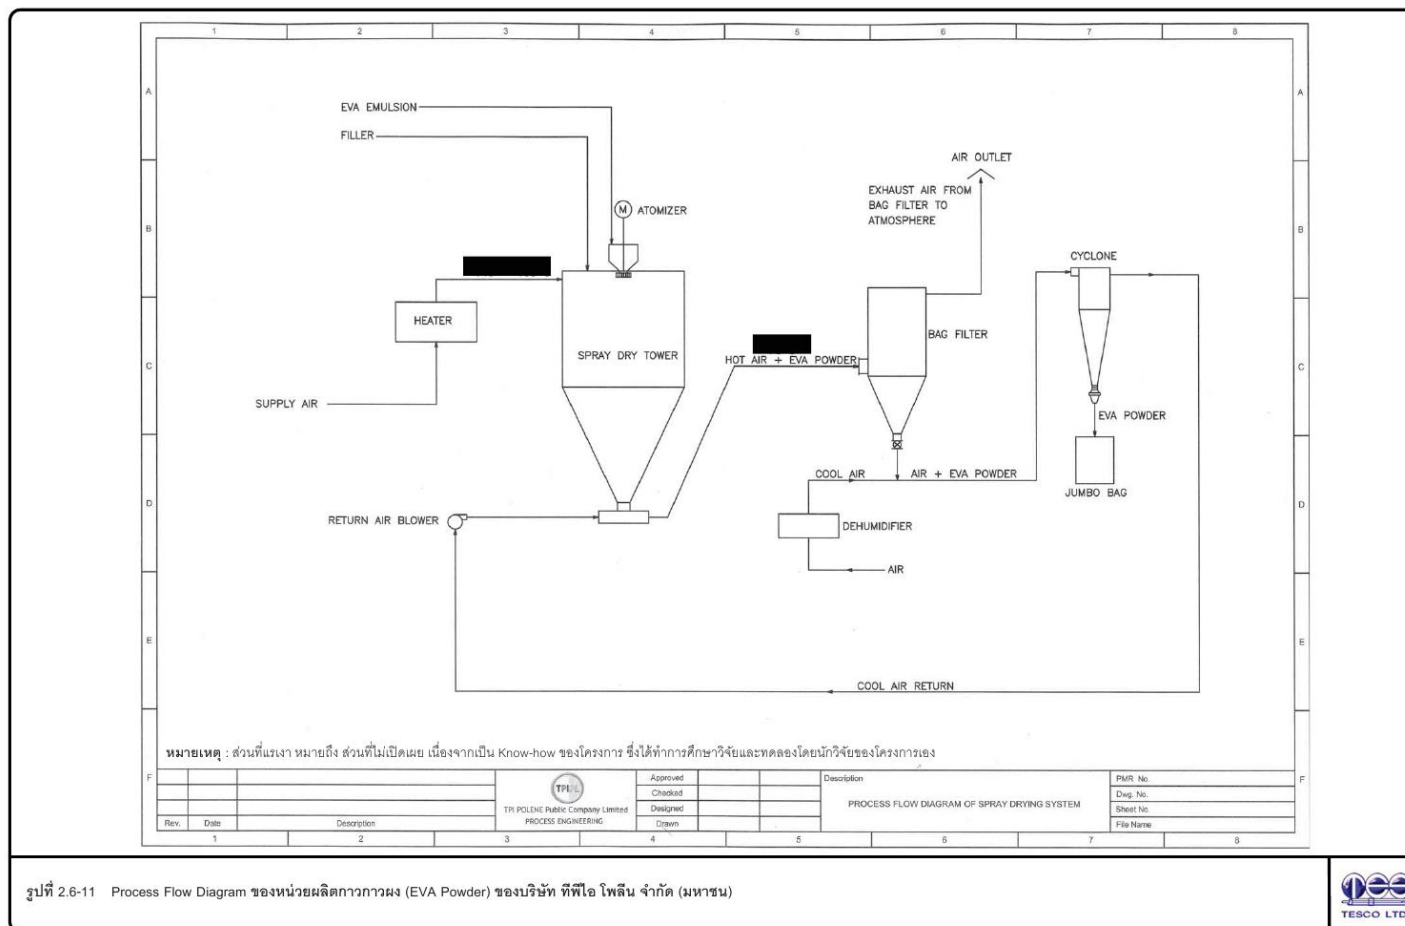 1 2 3 4 5 6 7 8
A A
EVA EMULSION
FILLER
AIR OUTLET
EXHAUST AIR FROM
BAG FILTER TO
ATMOSPHERE
M ATOMIZER
B B
CYCLONE
HEATER
BAG FILTER
SPRAY DRY TOWER
HOT AIR + EVA POWDER
C C
SUPPLY AIR
EVA POWDER
COOL AIR
AIR + EVA POWDER
JUMBO BAG
D D
RETURN AIR BLOWER
DEHUMIDIFIER
AIR
E E
COOL AIR RETURN
หมายเหตุ : ส่วนที่แรเงา หมายถึง ส่วนที่ไม่เปิดเผย เนื่องจากเป็น Know-how ของโครงการ ซึ่งได้ทำการศึกษาวิจัยและทดลองโดยนักวิจัยของโครงการเอง
F F
TPIPL
TPI POLENE Public Company Limited
PROCESS ENGINEERING
Rev. Date Description
Approved
Checked
Designed
Drawn
Description
PROCESS FLOW DIAGRAM OF SPRAY DRYING SYSTEM
PMR No.
Dwg. No.
Sheet No.
File Name
1 2 3 4 5 6 7 8
รูปที่ 2.6-11 Process Flow Diagram ของหน่วยผลิตกาวกาวผง (EVA Powder) ของบริษัท ทีพีไอ โพลีน จำกัด (มหาชน)
TESCO LTD